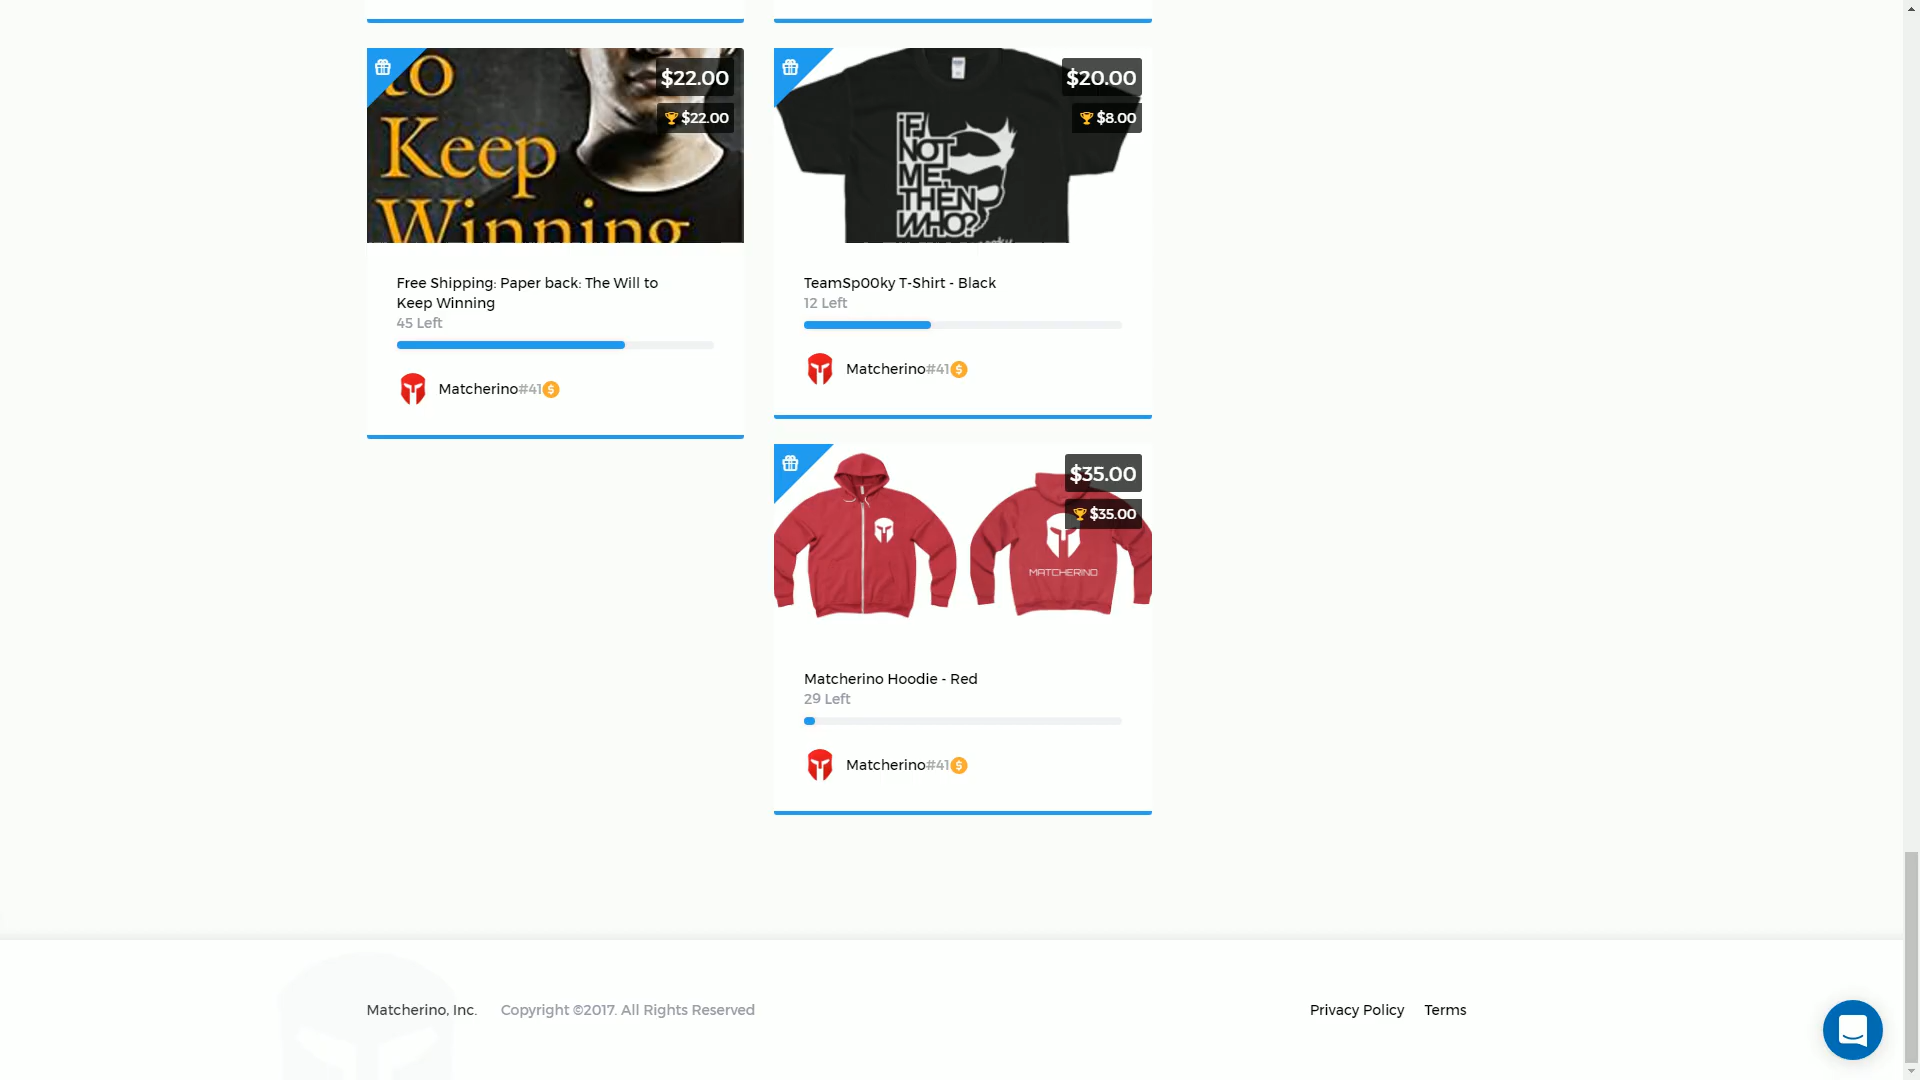 to
Keep
Winning
$22.00
$22.00
Free Shipping: Paper back: The Will to
Keep Winning
45 Left
Matcherino#41
IF
NOT
ME,
THEN
WHO?
$20.00
$8.00
TeamSp00ky T-Shirt - Black
12 Left
Matcherino#41
$35.00
$35.00
MATCHERINO
Matcherino Hoodie - Red
29 Left
Matcherino#41
Matcherino, Inc. Copyright ©2017. All Rights Reserved
Privacy Policy Terms